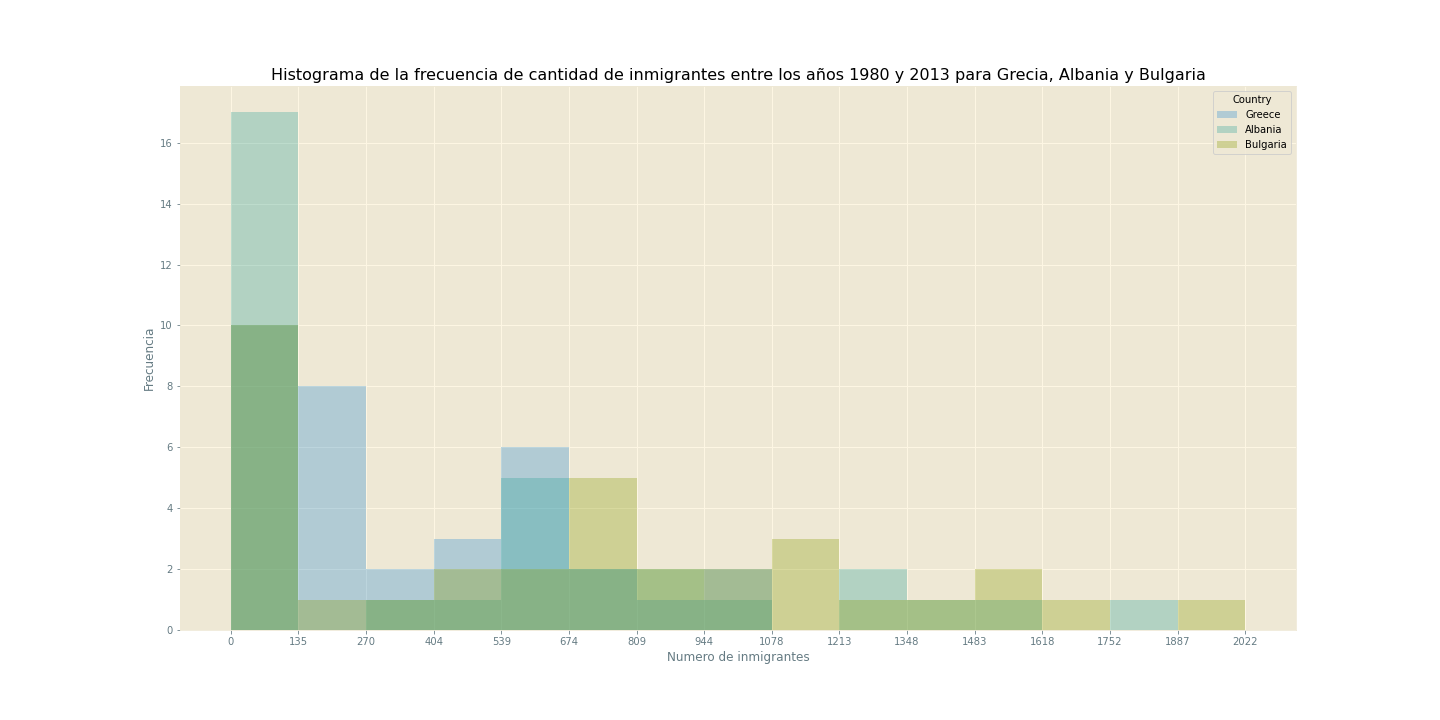 Histograma de la frecuencia de cantidad de inmigrantes entre los años 1980 y 2013 para Grecia, Albania y Bulgaria
Country
Greece
Albania
Bulgaria
16
14
12
10
8
6
4
2
0
Frecuencia
0 135 270 404 539 674 809 944 1078 1213 1348 1483 1618 1752 1887 2022
Numero de inmigrantes